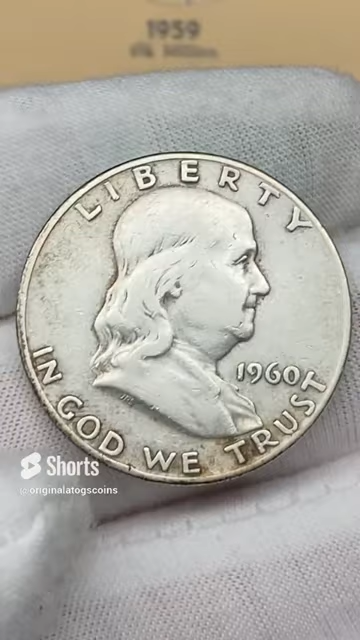 1959
LIBERTY
1960
IN GOD WE TRUST
Shorts
@originalatogscoins